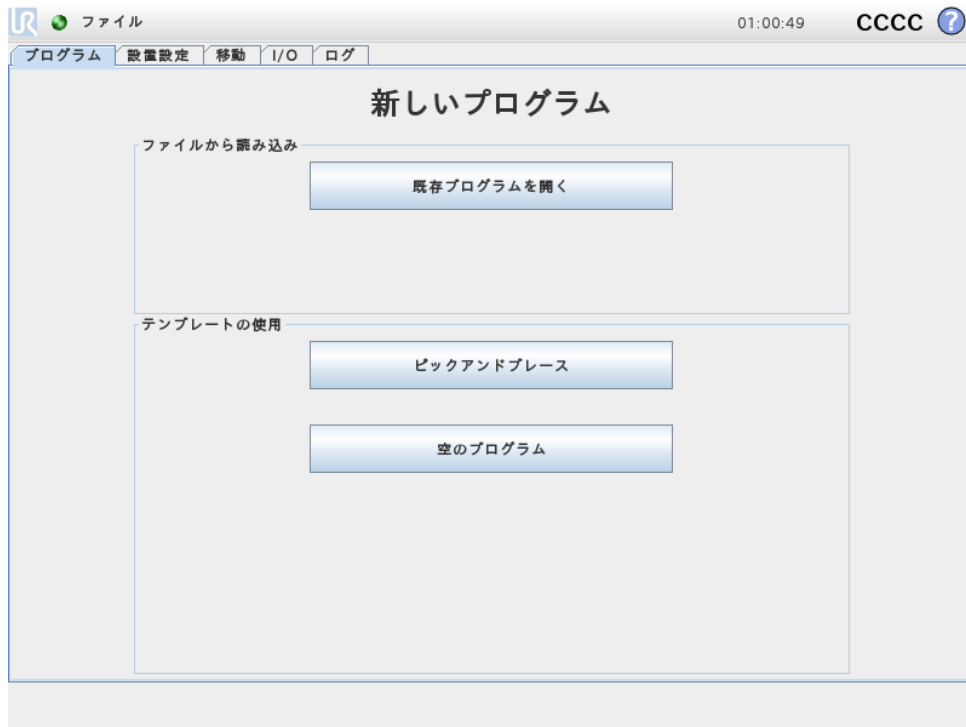 UR ファイル 01:00:49 CCCC ?
プログラム 設置設定 移動 I/O ログ
新しいプログラム
ファイルから読み込み
既存プログラムを開く
テンプレートの使用
ピックアンドプレース
空のプログラム